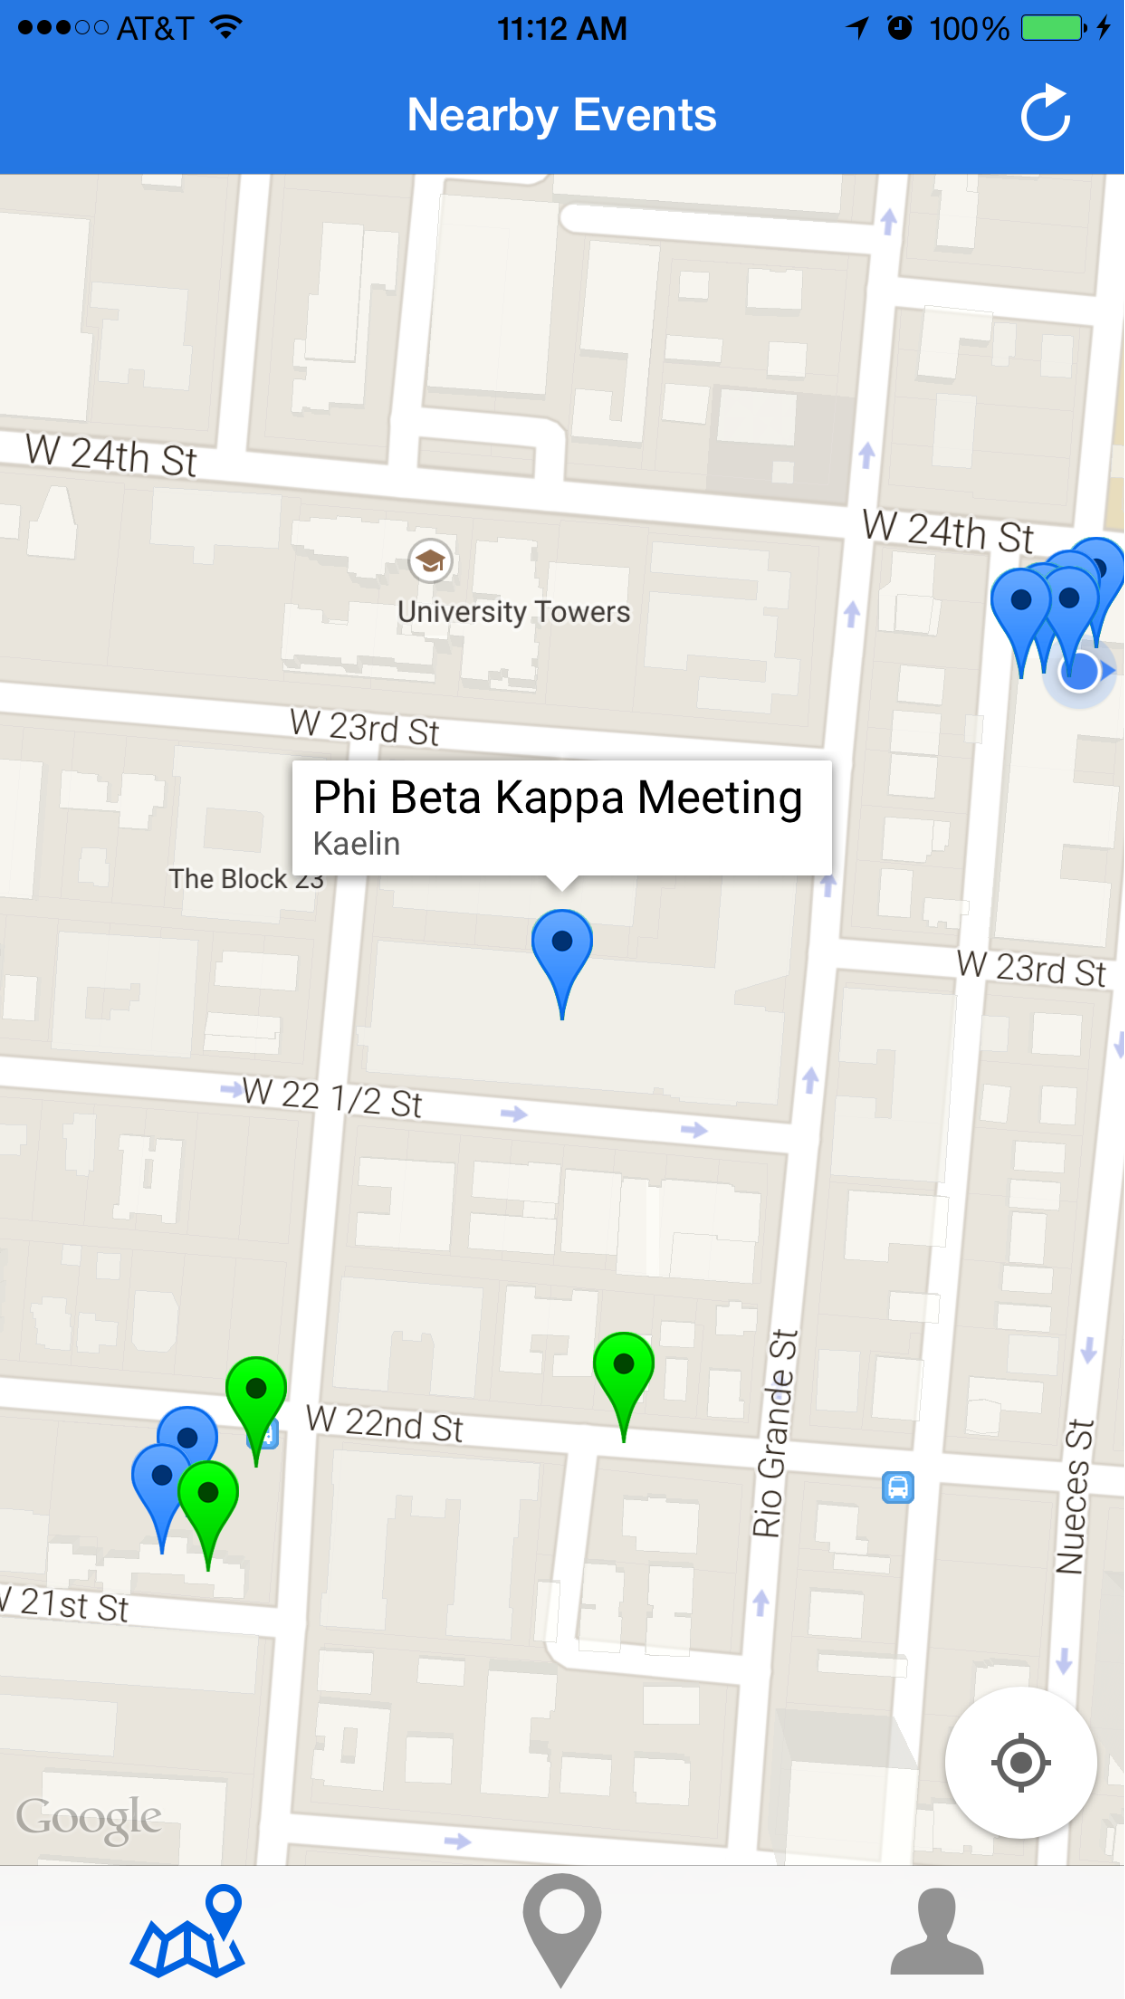 AT&T 11:12 AM 100%
Nearby Events
W 24th St
W 24th St
University Towers
W 23rd St
Phi Beta Kappa Meeting
Kaelin
The Block 23
W 23rd St
W 22 1/2 St
W 22nd St
Rio Grande St
Nueces St
W 21st St
Google